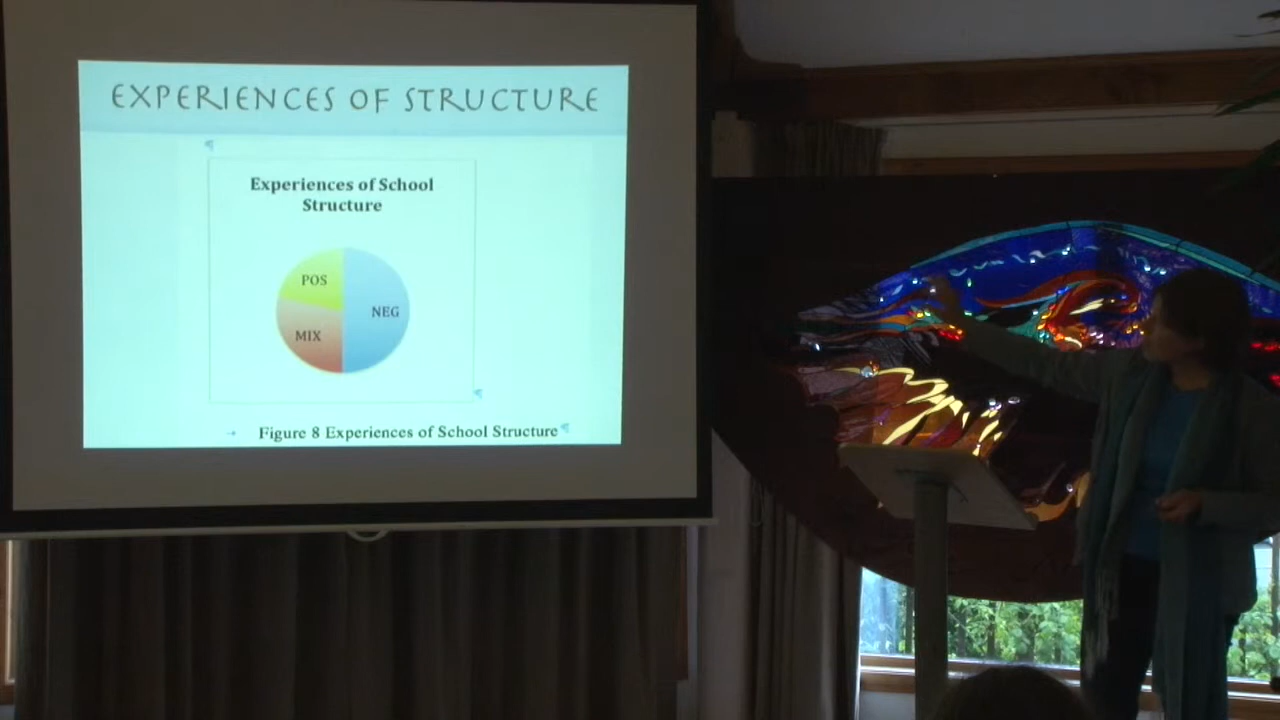 EXPERIENCES OF STRUCTURE
Experiences of School
Structure
POS
NEG
MIX
Figure 8 Experiences of School Structure